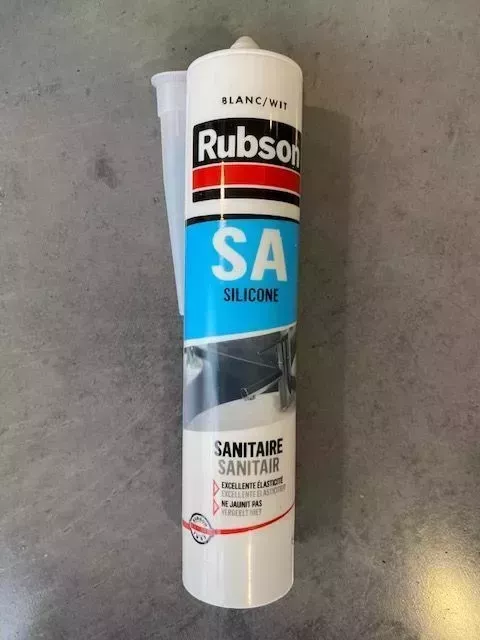 BLANC/WIT
Rubson
SA
SILICONE
SANITAIRE
SANITAIR
EXCELLENTE ÉLASTICITÉ
EXCELLENTE ELASTICITEIT
NE JAUNIT PAS
VERGEELT NIET